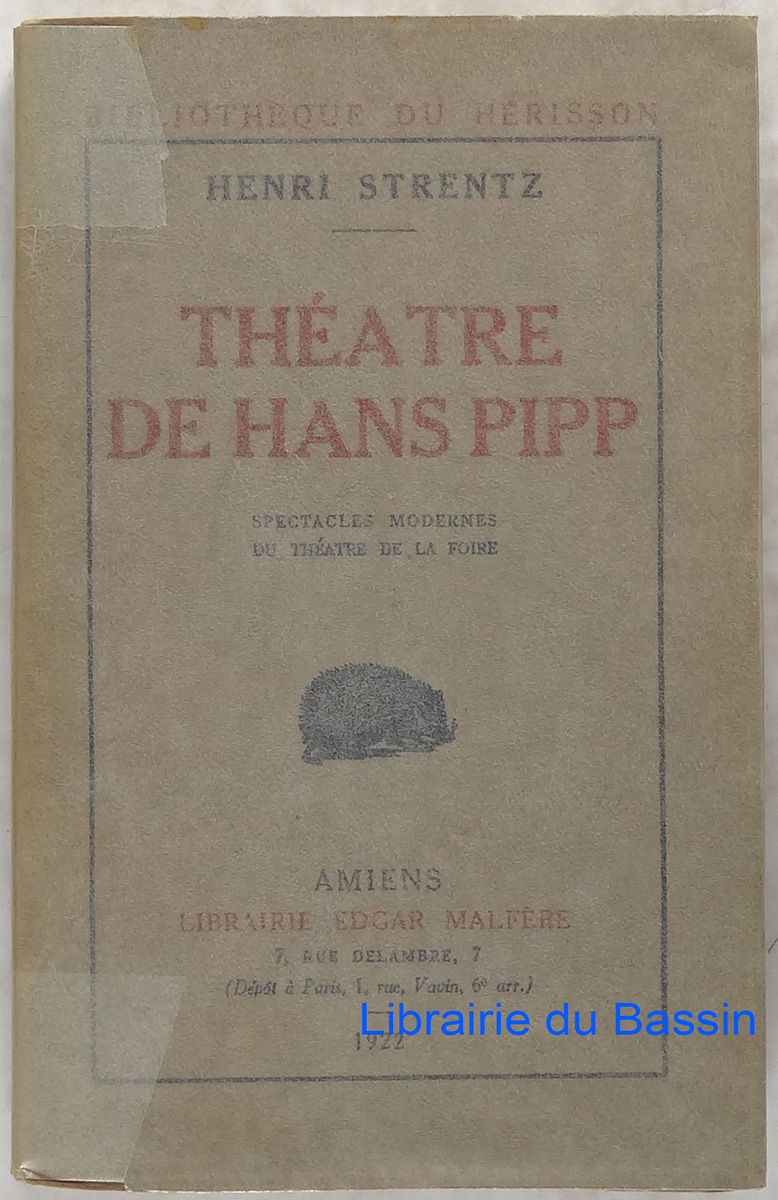 BIBLIOTHÈQUE DU HÉRISSON
HENRI STRENTZ
THÉATRE
DE HANS PIPP
SPECTACLES MODERNES
DU THÉATRE DE LA FOIRE
AMIENS
LIBRAIRIE EDGAR MALFÈRE
7, RUE DELAMBRE, 7
(Dépôt à Paris, 1, rue, Vavin, 6e arr.)
Librairie du Bassin
1922